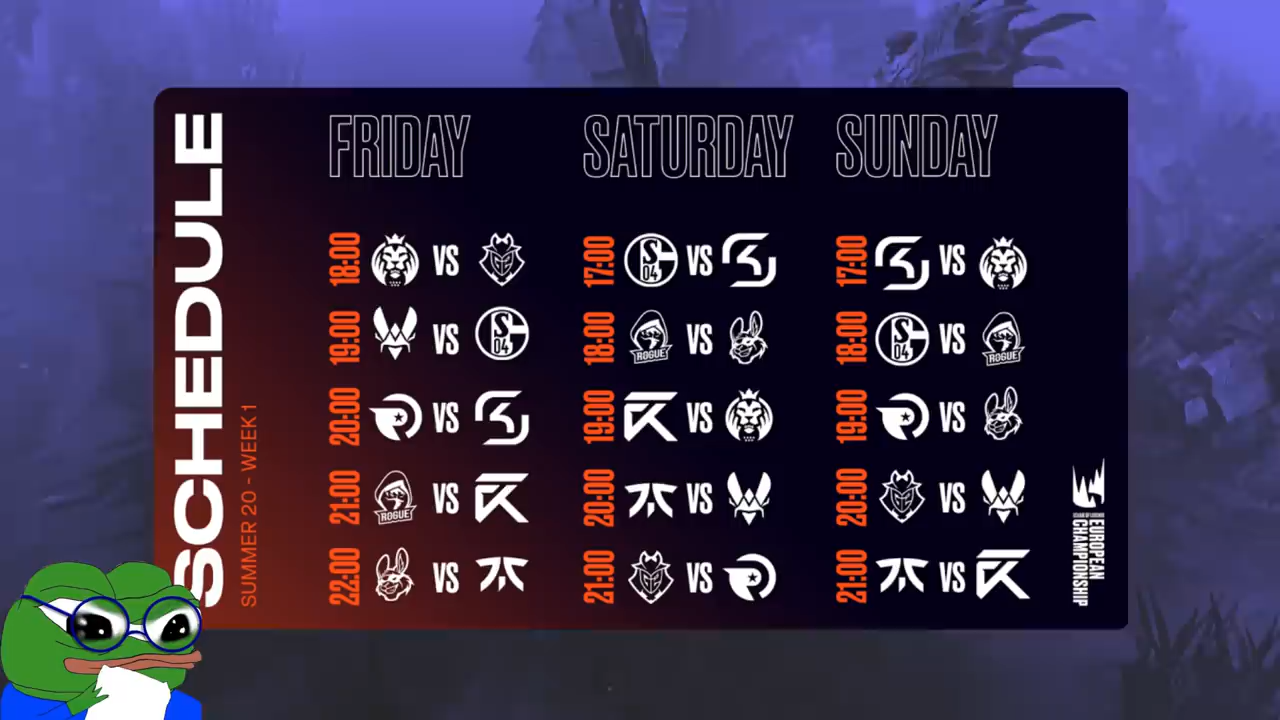 SCHEDULE
SUMMER 20 - WEEK 1
FRIDAY
18:00 VS
19:00 VS S 04
20:00 VS
21:00 ROGUE VS
22:00 VS
SATURDAY
17:00 S 04 VS
18:00 ROGUE VS
19:00 VS
20:00 VS
21:00 VS
SUNDAY
17:00 VS
18:00 S 04 VS ROGUE
19:00 VS
20:00 VS
21:00 VS
EUROPEAN
CHAMPIONSHIP